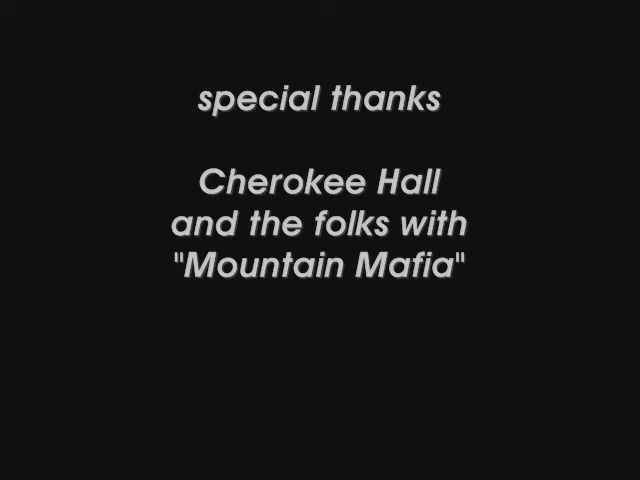 special thanks
Cherokee Hall
and the folks with
"Mountain Mafia"